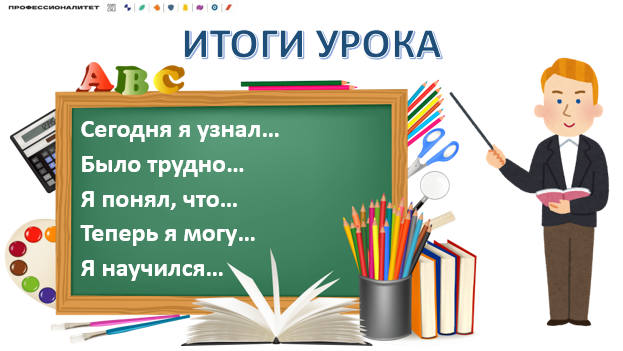 ПРОФЕССИОНАЛИТЕТ
ИТОГИ УРОКА
ABC
Сегодня я узнал...
Было трудно...
Я понял, что...
Теперь я могу...
Я научился...